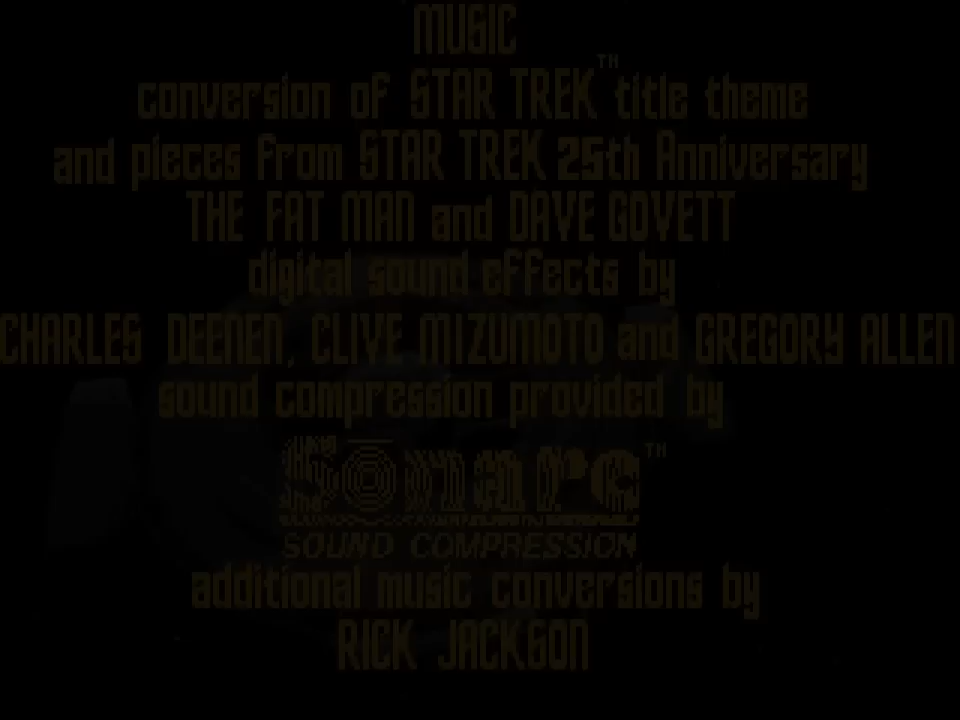 MUSIC
conversion of STAR TREK™ title theme
and pieces from STAR TREK 25th Anniversary
THE FAT MAN and DAVE GOVETT
digital sound effects by
CHARLES DEENEN, CLIVE MIZUMOTO and GREGORY ALLEN
sound compression provided by
Sonarc™
SOUND COMPRESSION
additional music conversions by
RICK JACKSON